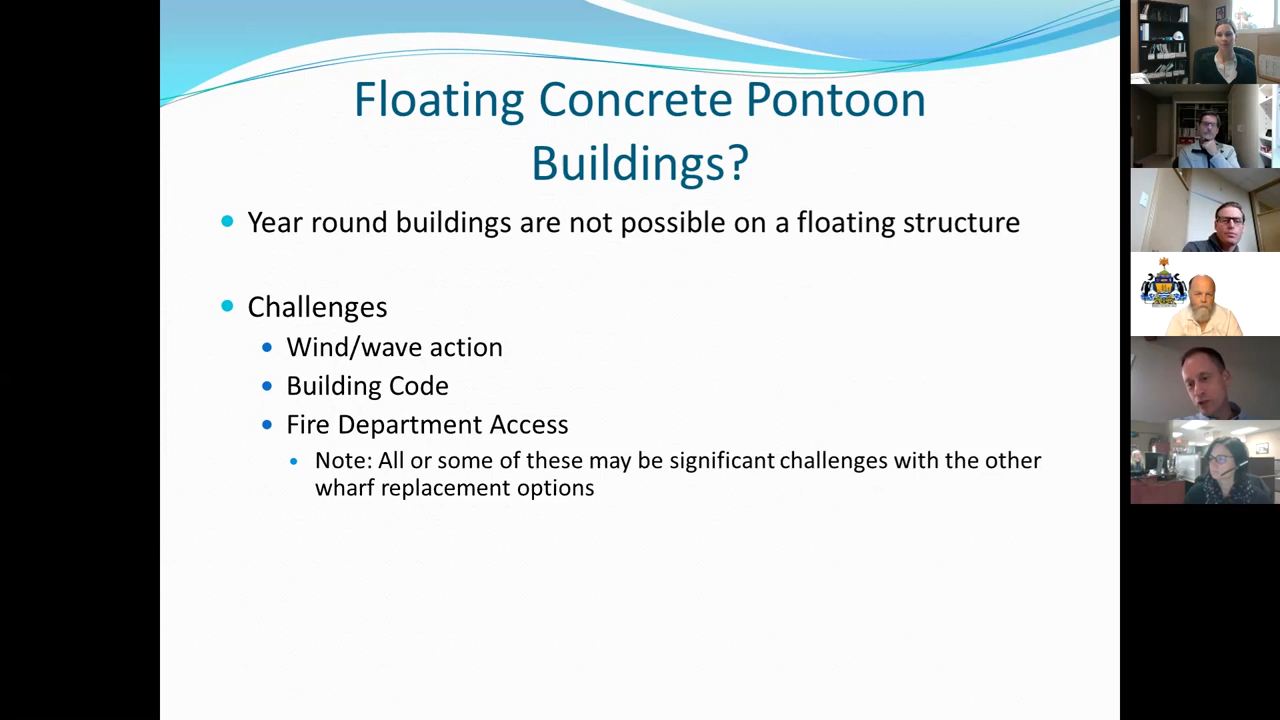 Floating Concrete Pontoon
Buildings?
Year round buildings are not possible on a floating structure
Challenges
Wind/wave action
Building Code
Fire Department Access
Note: All or some of these may be significant challenges with the other
wharf replacement options